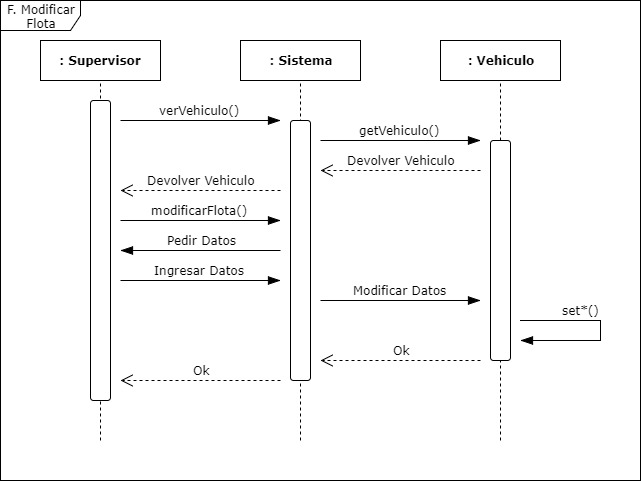 F. Modificar
Flota
: Supervisor
: Sistema
: Vehiculo
verVehiculo()
getVehiculo()
Devolver Vehiculo
Devolver Vehiculo
modificarFlota()
Pedir Datos
Ingresar Datos
Modificar Datos
set*()
Ok
Ok